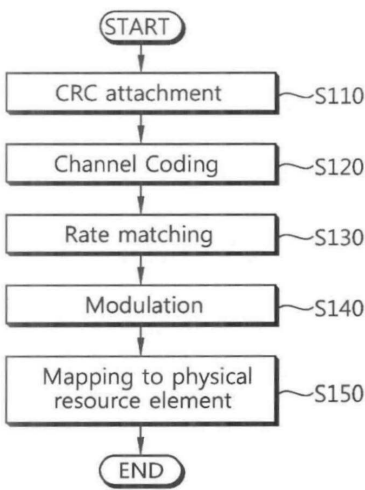 START
CRC attachment
S110
Channel Coding
S120
Rate matching
S130
Modulation
S140
Mapping to physical
resource element
S150
END